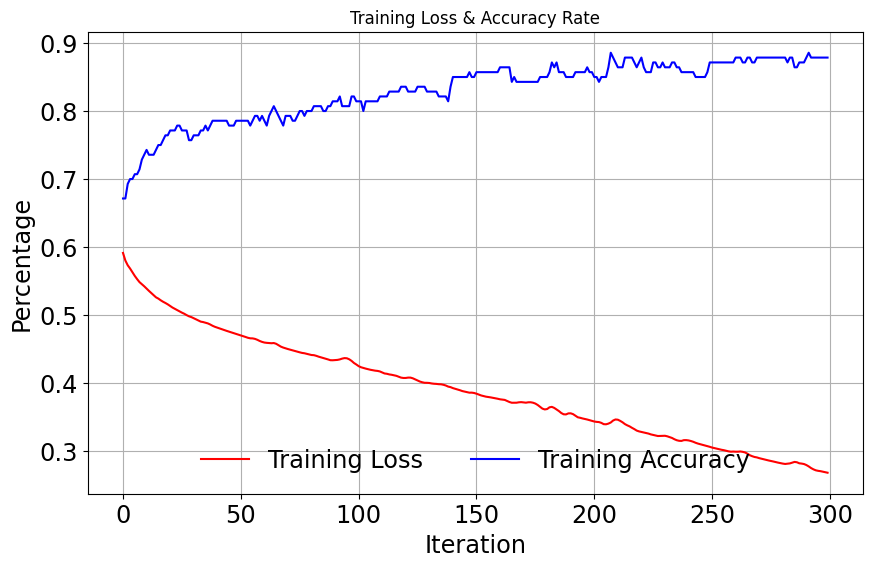 Training Loss & Accuracy Rate
0.9
0.8
0.7
0.6
0.5
0.4
0.3
Percentage
Training Loss Training Accuracy
0 50 100 150 200 250 300
Iteration